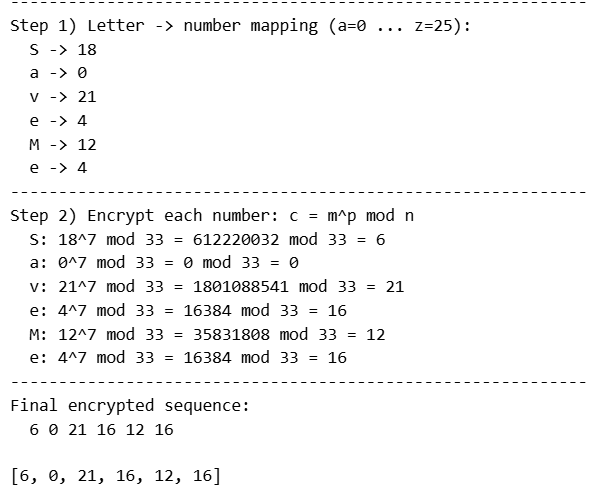 ------------------------------------------------------------
Step 1) Letter -> number mapping (a=0 ... z=25):
S -> 18
a -> 0
v -> 21
e -> 4
M -> 12
e -> 4
------------------------------------------------------------
Step 2) Encrypt each number: c = m^p mod n
S: 18^7 mod 33 = 612220032 mod 33 = 6
a: 0^7 mod 33 = 0 mod 33 = 0
v: 21^7 mod 33 = 1801088541 mod 33 = 21
e: 4^7 mod 33 = 16384 mod 33 = 16
M: 12^7 mod 33 = 35831808 mod 33 = 12
e: 4^7 mod 33 = 16384 mod 33 = 16
------------------------------------------------------------
Final encrypted sequence:
6 0 21 16 12 16
[6, 0, 21, 16, 12, 16]